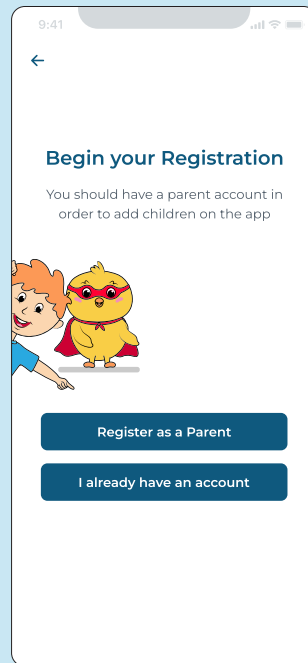 9:41
Begin your Registration
You should have a parent account in
order to add children on the app
Register as a Parent
I already have an account